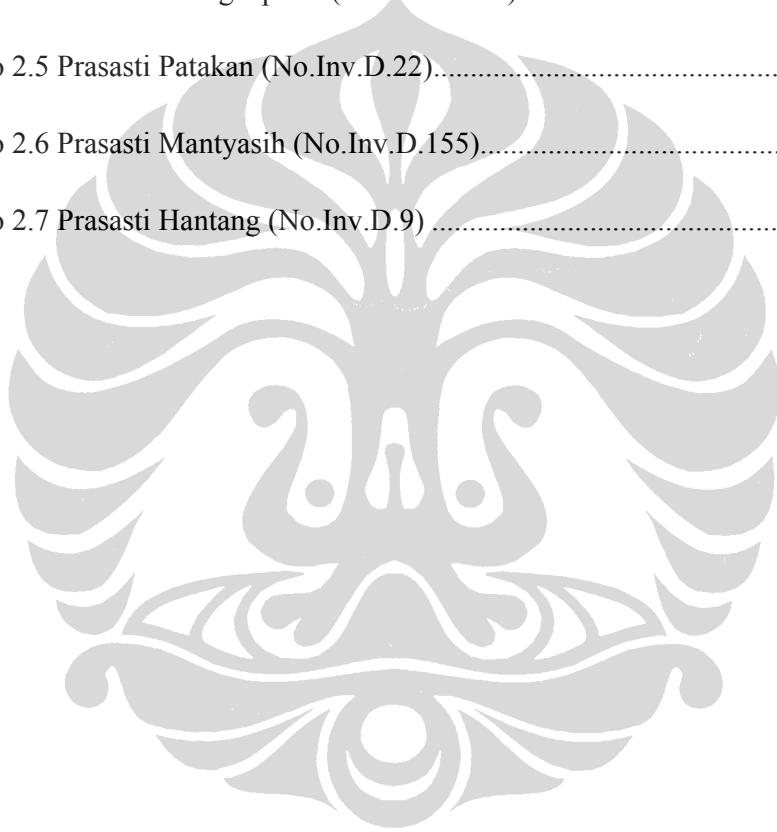 2.5 Prasasti Patakan (No.Inv.D.22)........................................
2.6 Prasasti Mantyasih (No.Inv.D.155)..................................
2.7 Prasasti Hantang (No.Inv.D.9) ........................................